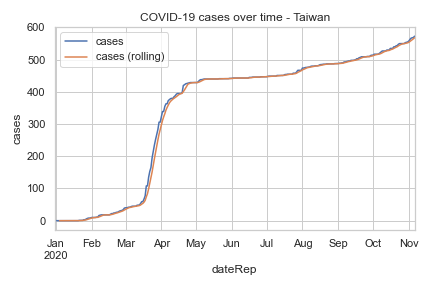 COVID-19 cases over time - Taiwan
cases
cases (rolling)
600
500
400
300
200
100
0
cases
Jan Feb Mar Apr May Jun Jul Aug Sep Oct Nov
2020
dateRep